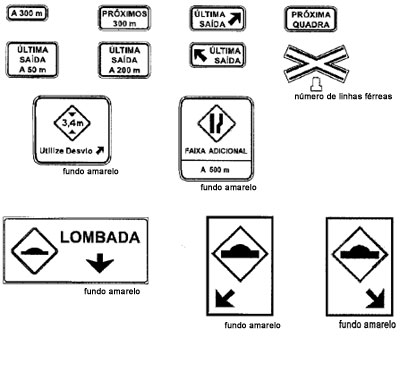 A 300 m
PRÓXIMOS
300 m
ÚLTIMA
SAÍDA
PRÓXIMA
QUADRA
ÚLTIMA
SAÍDA
A 50 m
ÚLTIMA
SAÍDA
A 200 m
ÚLTIMA
SAÍDA
número de linhas férreas
3,4m
Utilize Desvio
fundo amarelo
FAIXA ADICIONAL
A 500 m
fundo amarelo
LOMBADA
fundo amarelo
fundo amarelo
fundo amarelo